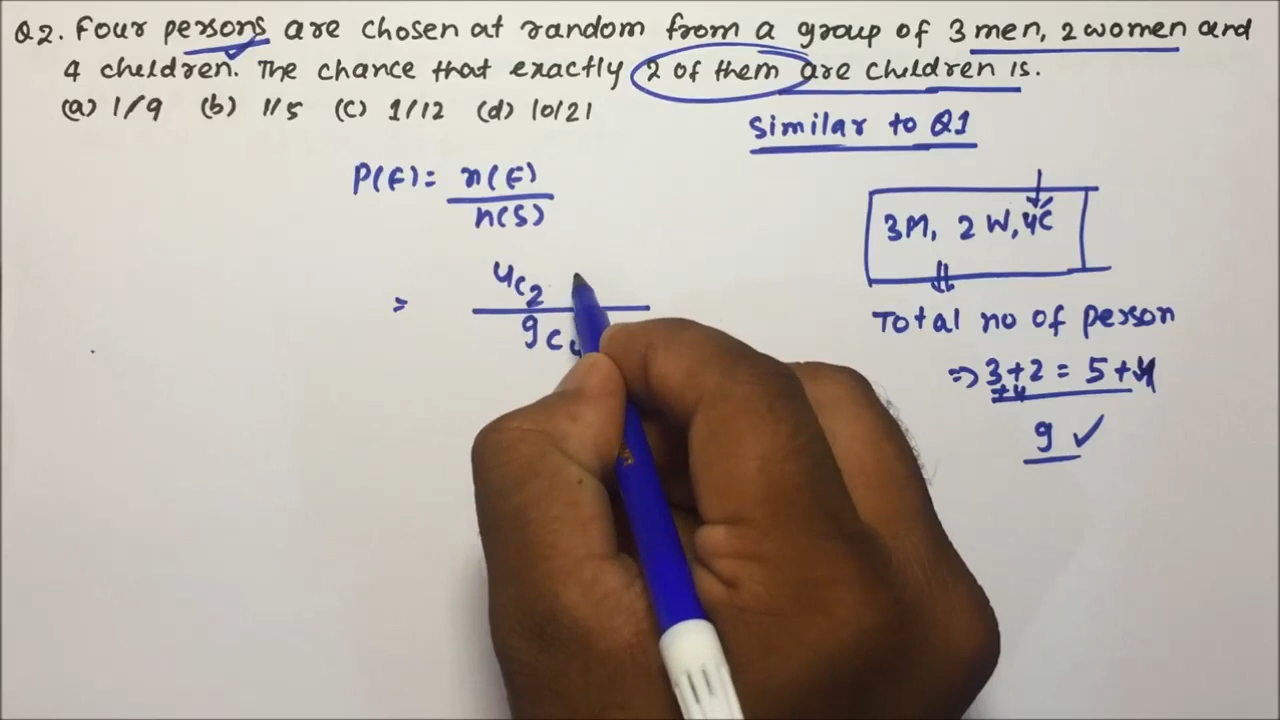 Q2. Four persons are chosen at random from a group of 3 men, 2 women and
4 children. The chance that exactly 2 of them are children is.
(a) 1/9 (b) 1/5 (c) 1/12 (d) 10/21
Similar to Q1
P(E) = n(E)
n(S)
3M, 2W, 4C
= 4C2
9C4
Total no of person
=> 3+2 = 5+4
+4
9 ✓